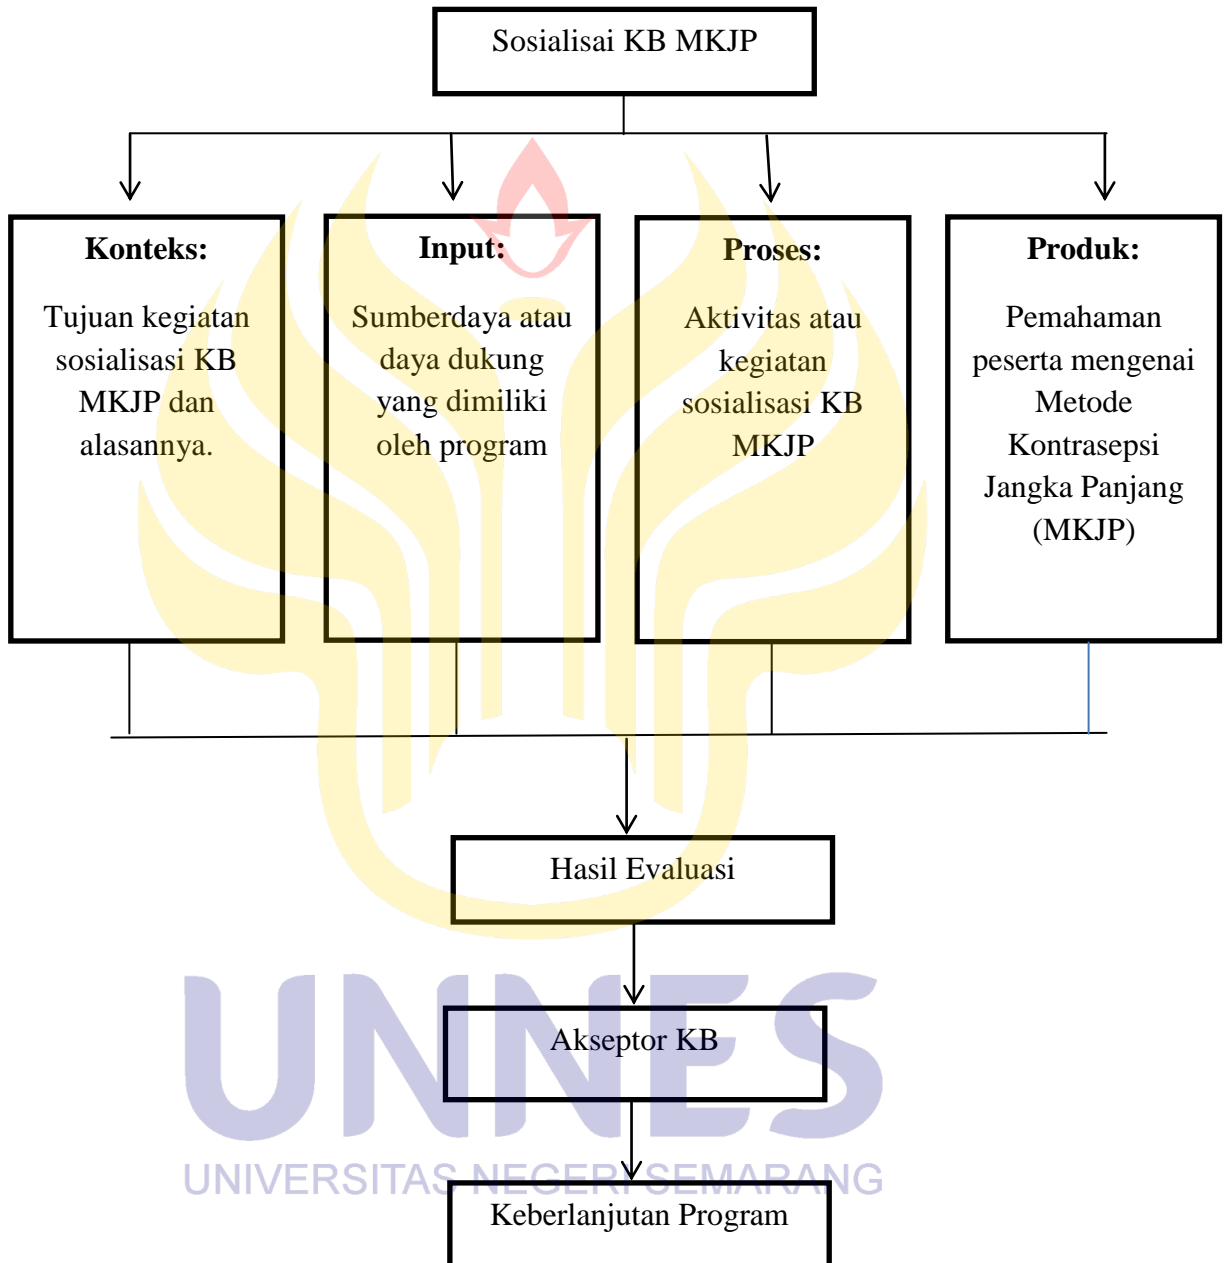 Sosialisai KB MKJP
Konteks:
Tujuan kegiatan
sosialisasi KB
MKJP dan
alasannya.
Input:
Sumberdaya atau
daya dukung
yang dimiliki
oleh program
Proses:
Aktivitas atau
kegiatan
sosialisasi KB
MKJP
Produk:
Pemahaman
peserta mengenai
Metode
Kontrasepsi
Jangka Panjang
(MKJP)
Hasil Evaluasi
UNNES
Akseptor KB
UNIVERSITAS NEGERI SEMARANG
Keberlanjutan Program